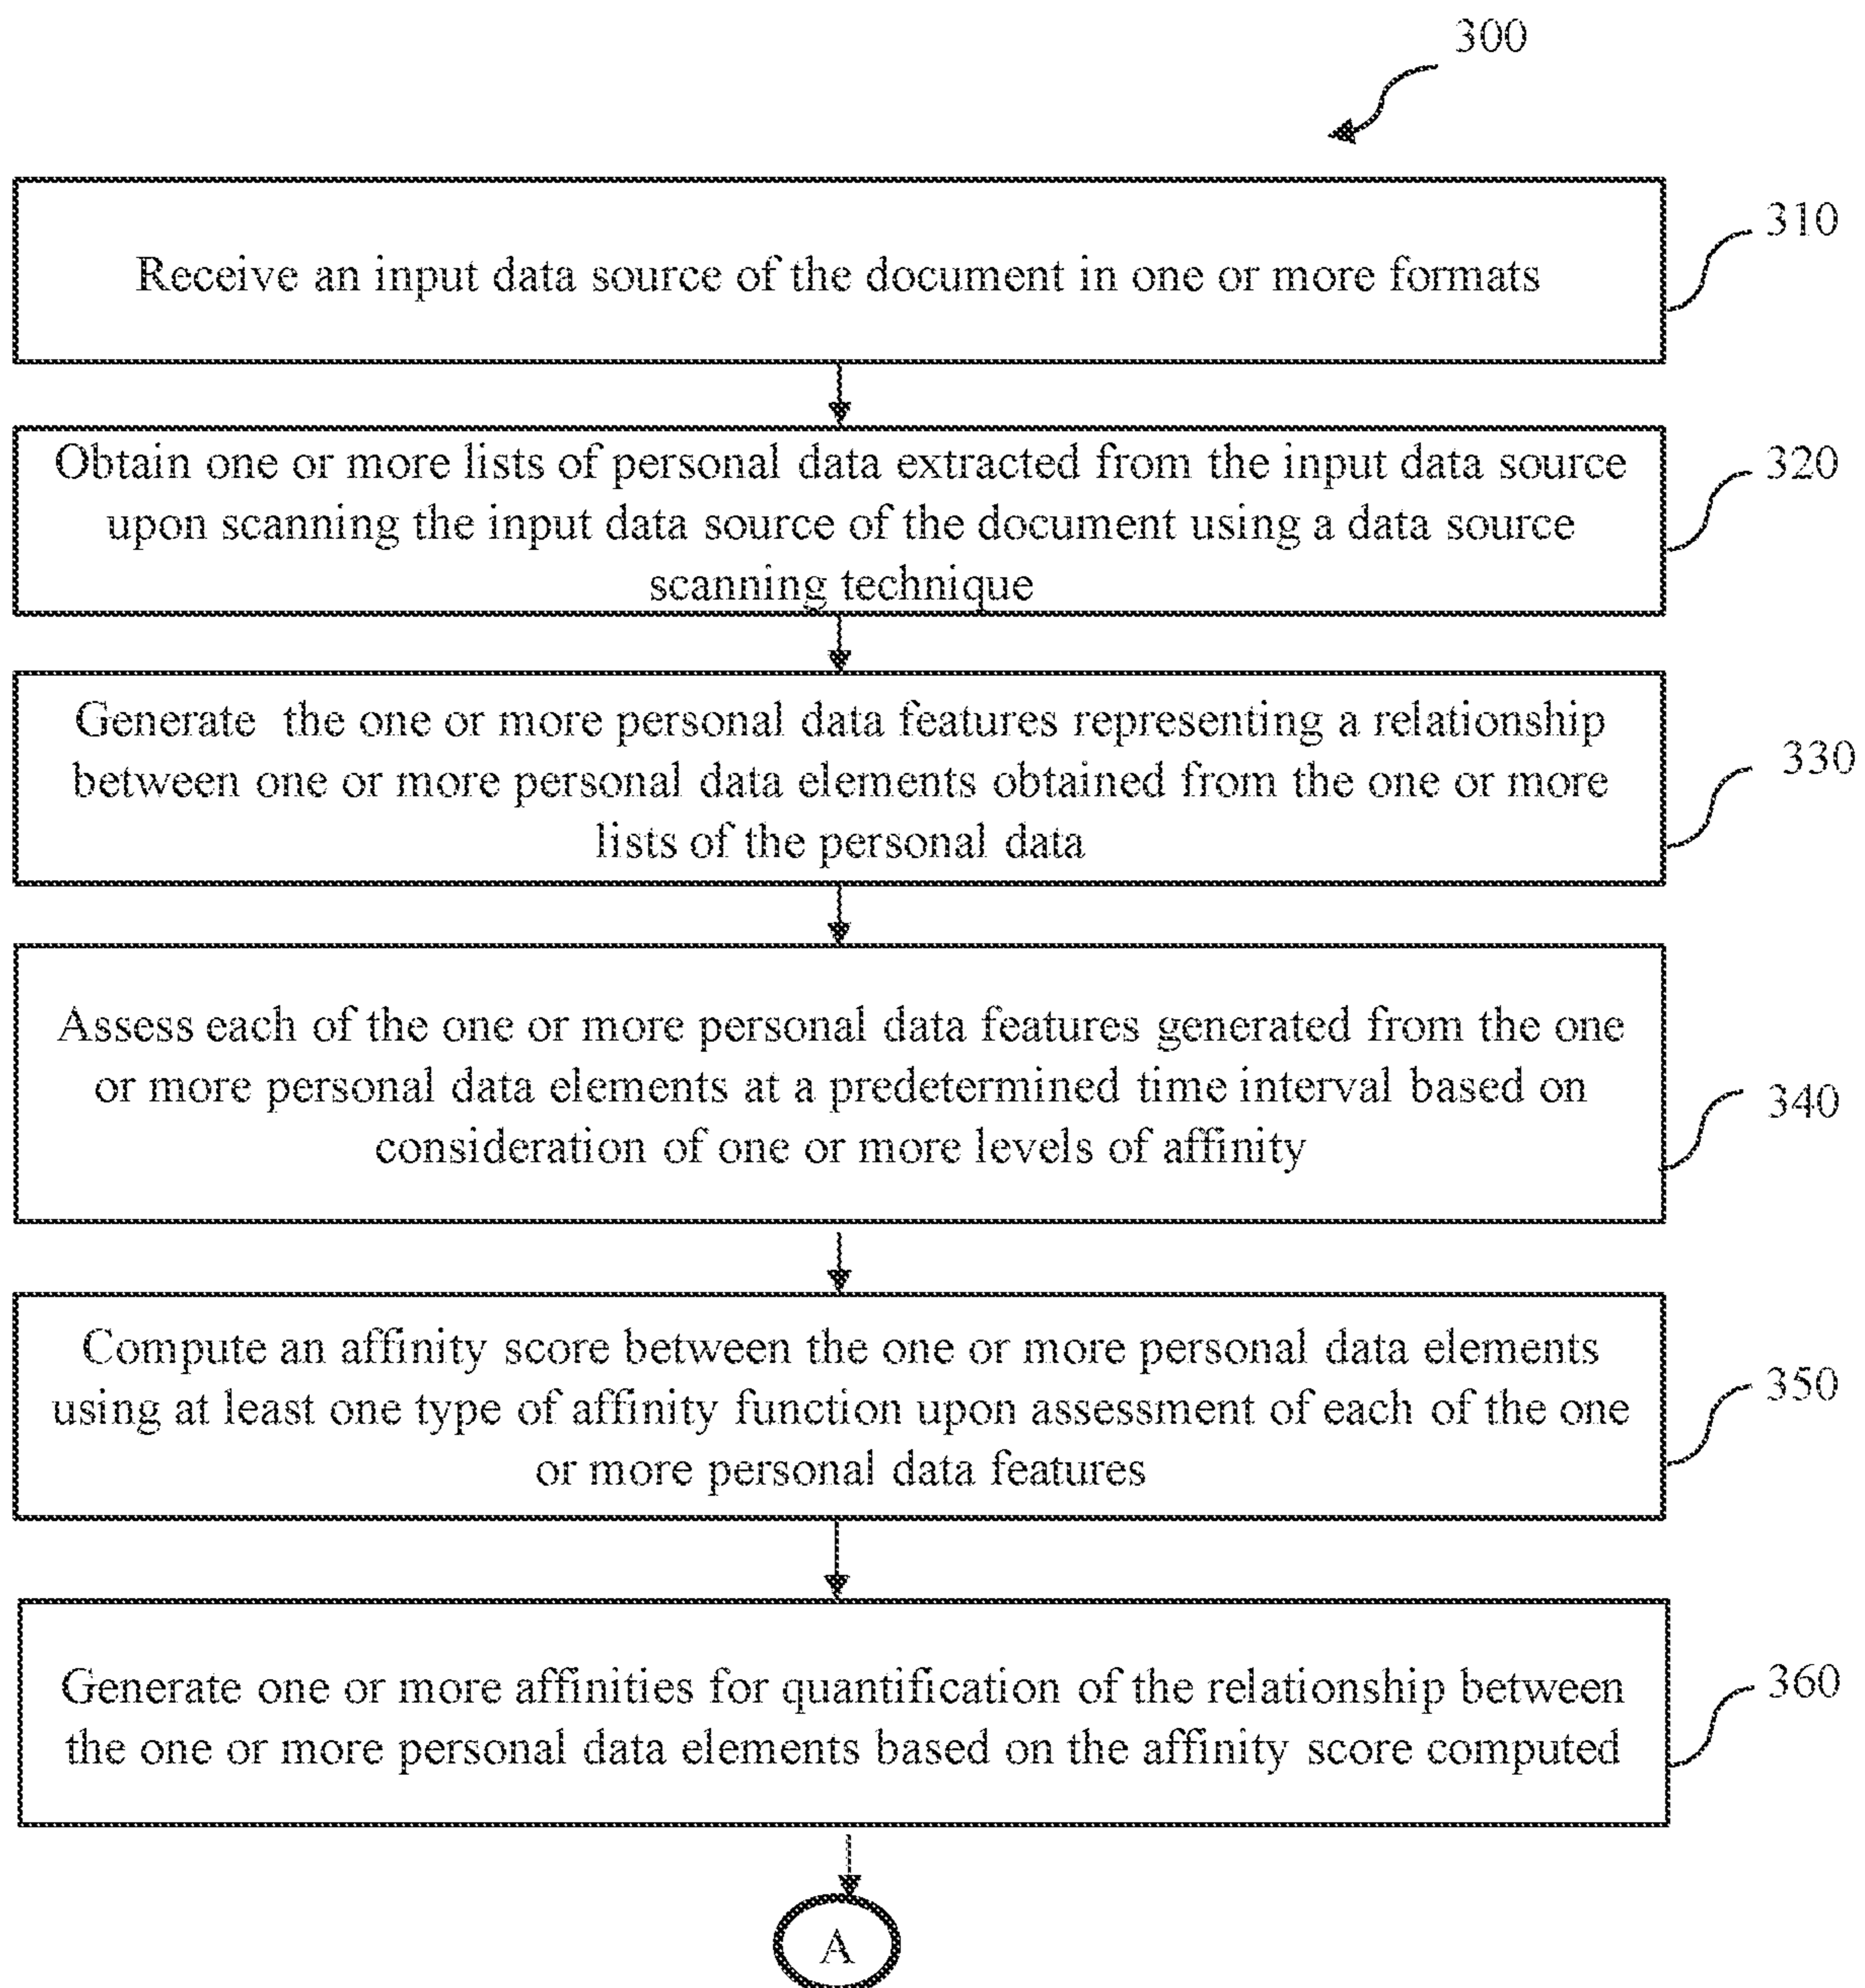 300
Receive an input data source of the document in one or more formats
310
Obtain one or more lists of personal data extracted from the input data source
upon scanning the input data source of the document using a data source
scanning technique
320
Generate the one or more personal data features representing a relationship
between one or more personal data elements obtained from the one or more
lists of the personal data
330
Assess each of the one or more personal data features generated from the one
or more personal data elements at a predetermined time interval based on
consideration of one or more levels of affinity
340
Compute an affinity score between the one or more personal data elements
using at least one type of affinity function upon assessment of each of the one
or more personal data features
350
Generate one or more affinities for quantification of the relationship between
the one or more personal data elements based on the affinity score computed
360
A